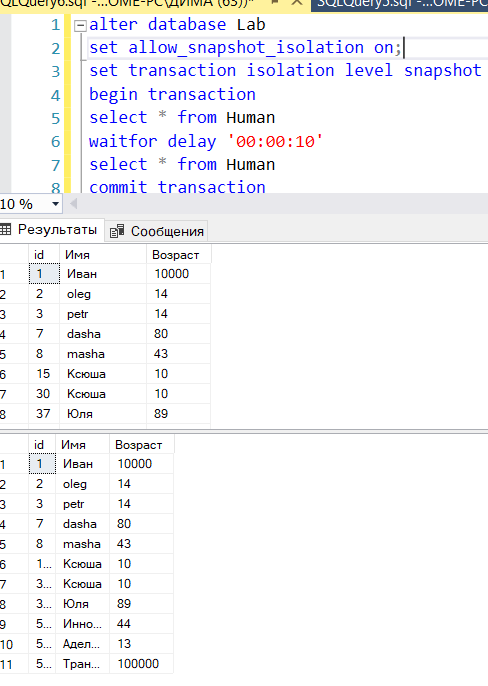 SQLQuery6.sql -...OME-PC\ДИМА (63))*
SQLQuery5.sql -...OME-
1 alter database Lab
2 set allow_snapshot_isolation on;
3 set transaction isolation level snapshot
4 begin transaction
5 select * from Human
6 waitfor delay '00:00:10'
7 select * from Human
8 commit transaction
10 %
Результаты Сообщения
id Имя Возраст
1 1 Иван 10000
2 2 oleg 14
3 3 petr 14
4 7 dasha 80
5 8 masha 43
6 15 Ксюша 10
7 30 Ксюша 10
8 37 Юля 89
id Имя Возраст
1 1 Иван 10000
2 2 oleg 14
3 3 petr 14
4 7 dasha 80
5 8 masha 43
6 1... Ксюша 10
7 3... Ксюша 10
8 3... Юля 89
9 5... Инно... 44
10 5... Адел... 13
11 5... Тран... 100000